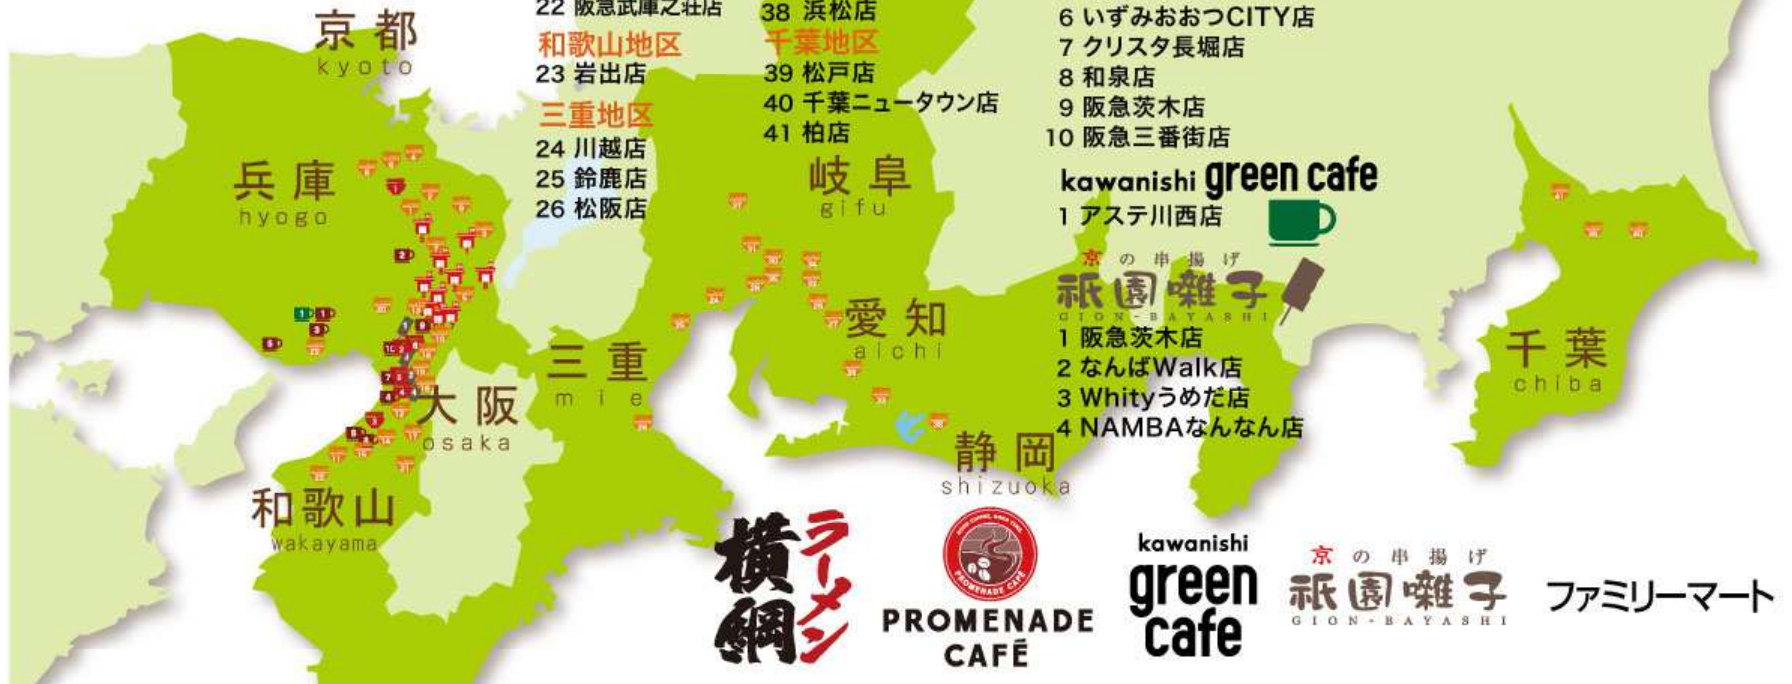 京都
kyoto
兵庫
hyogo
22 阪急武庫之荘店
和歌山地区
23 岩出店
三重地区
24 川越店
25 鈴鹿店
26 松阪店
38 浜松店
千葉地区
39 松戸店
40 千葉ニュータウン店
41 柏店
岐阜
gifu
6 いずみおおつCITY店
7 クリスタ長堀店
8 和泉店
9 阪急茨木店
10 阪急三番街店
kawanishi green cafe
1 アステ川西店
京の串揚げ
祇園囃子
GION-BAYASHI
1 阪急茨木店
2 なんばWalk店
3 Whityうめだ店
4 NAMBAなんなん店
愛知
aichi
三重
mie
大阪
osaka
静岡
shizuoka
千葉
chiba
和歌山
wakayama
ラーメン
横綱
PROMENADE CAFÉ
PROMENADE
CAFÉ
kawanishi
green
cafe
京の串揚げ
祇園囃子
GION-BAYASHI
ファミリーマート